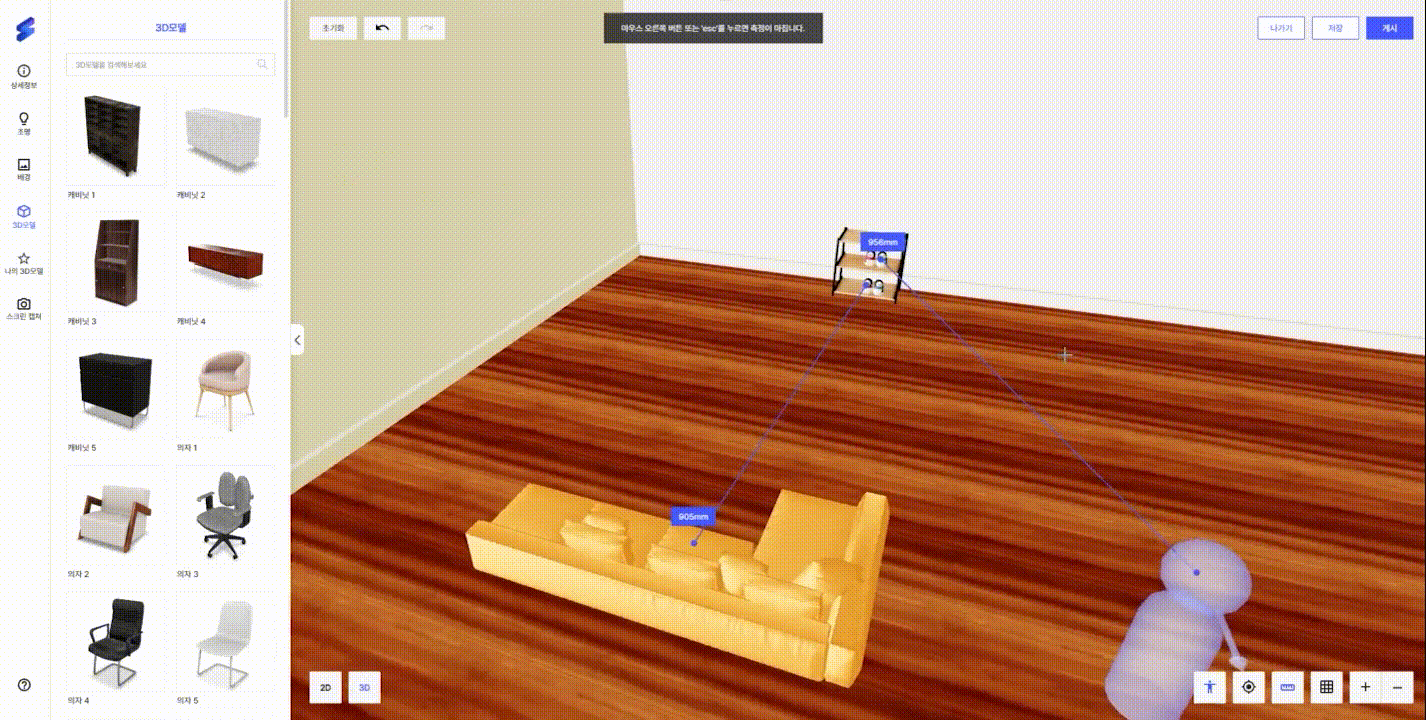 3D모델
초기화
마우스 오른쪽 버튼 또는 'esc'를 누르면 측정이 마칩니다.
나가기
저장
게시
3D모델을 검색해보세요
상세정보
조명
배경
3D모델
나의 3D모델
스크린 캡쳐
캐비닛 1
캐비닛 2
캐비닛 3
캐비닛 4
캐비닛 5
의자 1
의자 2
의자 3
의자 4
의자 5
956mm
905mm
2D
3D